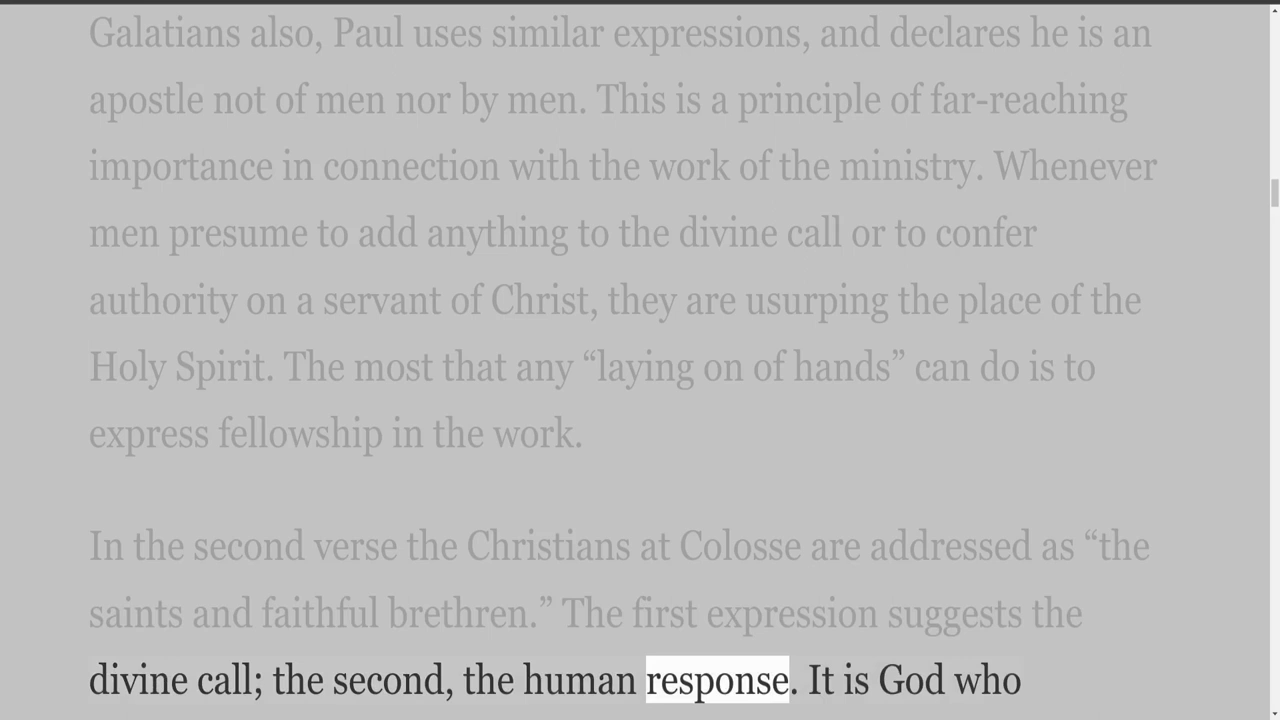 Galatians also, Paul uses similar expressions, and declares he is an
apostle not of men nor by men. This is a principle of far-reaching
importance in connection with the work of the ministry. Whenever
men presume to add anything to the divine call or to confer
authority on a servant of Christ, they are usurping the place of the
Holy Spirit. The most that any “laying on of hands” can do is to
express fellowship in the work.
In the second verse the Christians at Colosse are addressed as “the
saints and faithful brethren.” The first expression suggests the
divine call; the second, the human response. It is God who